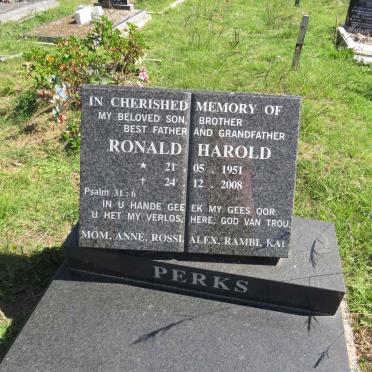 IN CHERISHED MEMORY OF
MY BELOVED SON, BROTHER
BEST FATHER AND GRANDFATHER
RONALD HAROLD
* 21 . 05 . 1951
† 24 . 12 . 2008
Psalm 31 : 6
IN U HANDE GEE EK MY GEES OOR.
U HET MY VERLOS, HERE, GOD VAN TROU
MOM, ANNE, ROSSI, ALEX, RAMBI, KAI
PERKS